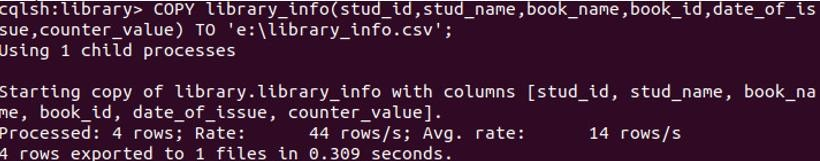 cqlsh:library> COPY library_info(stud_id,stud_name,book_name,book_id,date_of_is
sue,counter_value) TO 'e:\library_info.csv';
Using 1 child processes
Starting copy of library.library_info with columns [stud_id, stud_name, book_na
me, book_id, date_of_issue, counter_value].
Processed: 4 rows; Rate:      44 rows/s; Avg. rate:      14 rows/s
4 rows exported to 1 files in 0.309 seconds.